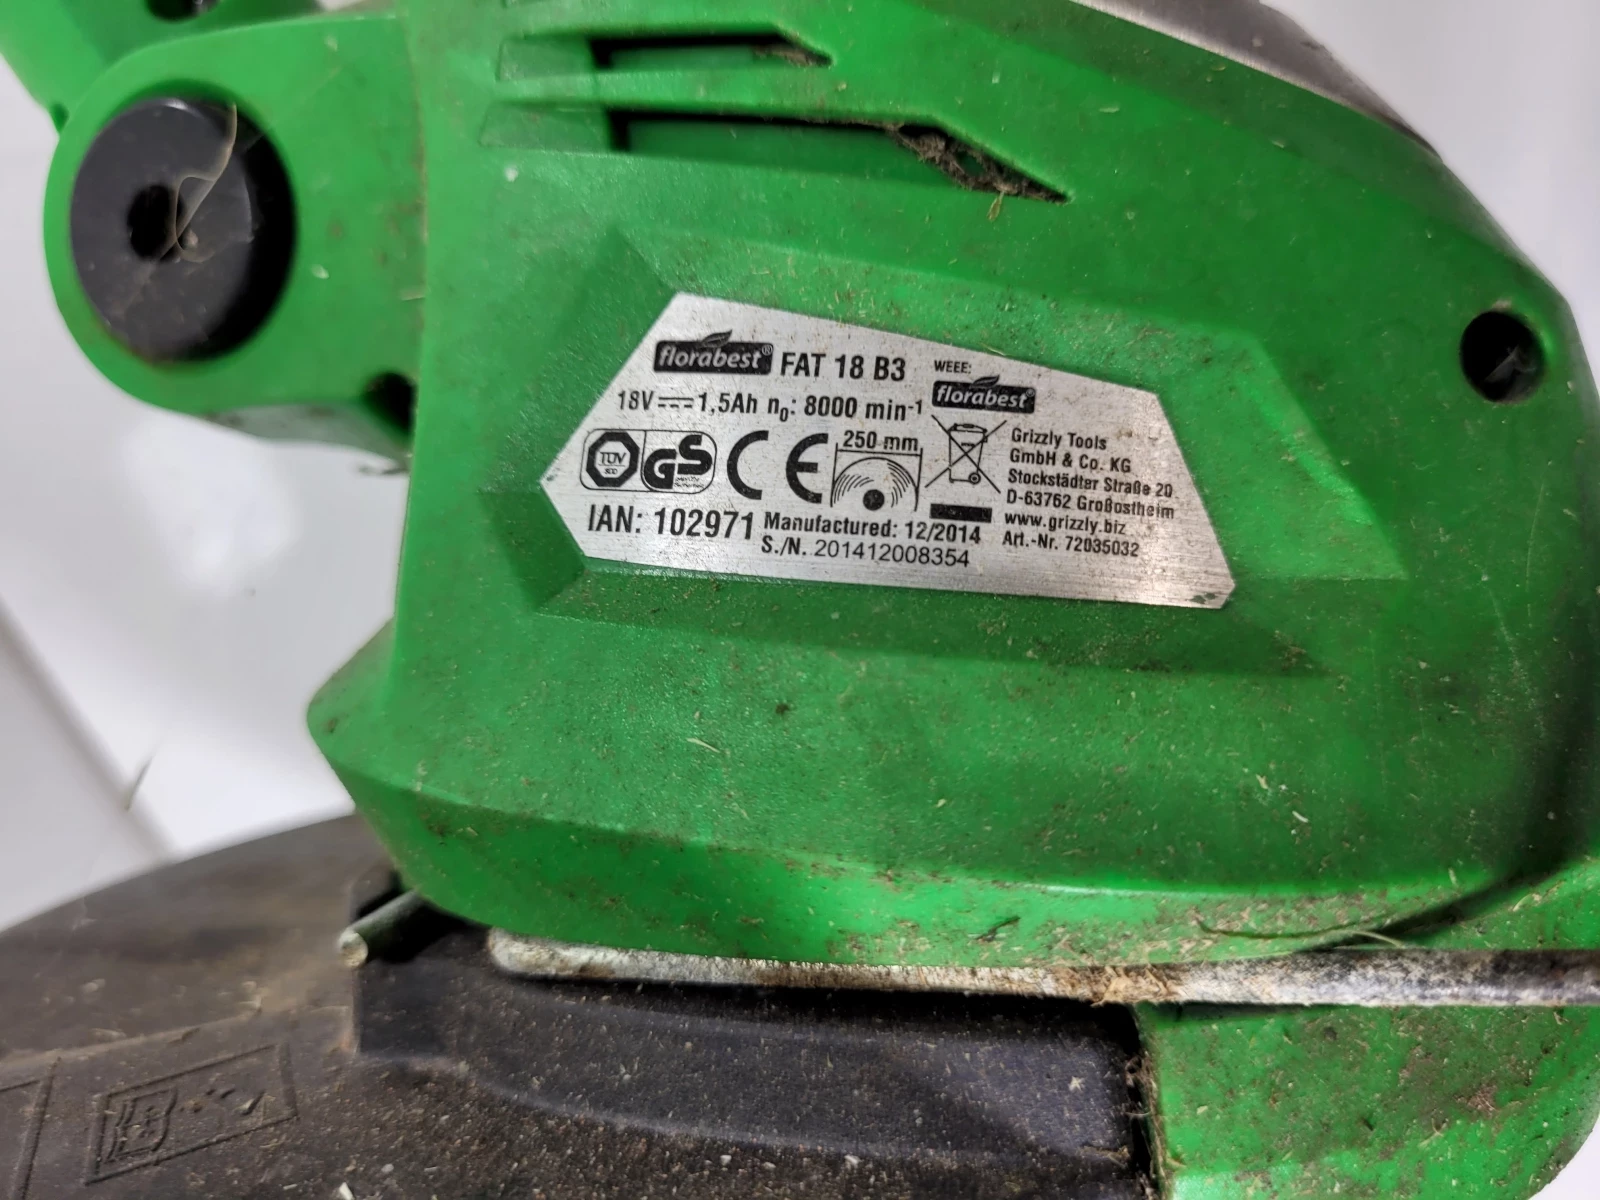 florabest® FAT 18 B3
18V 1,5Ah n0: 8000 min-1
TÜV
GS
CE
250 mm
IAN: 102971
Manufactured: 12/2014
S./N. 201412008354
WEEE:
florabest®
Grizzly Tools
GmbH & Co. KG
Stockstädter Straße 20
D-63762 Großostheim
www.grizzly.biz
Art.-Nr. 72035032